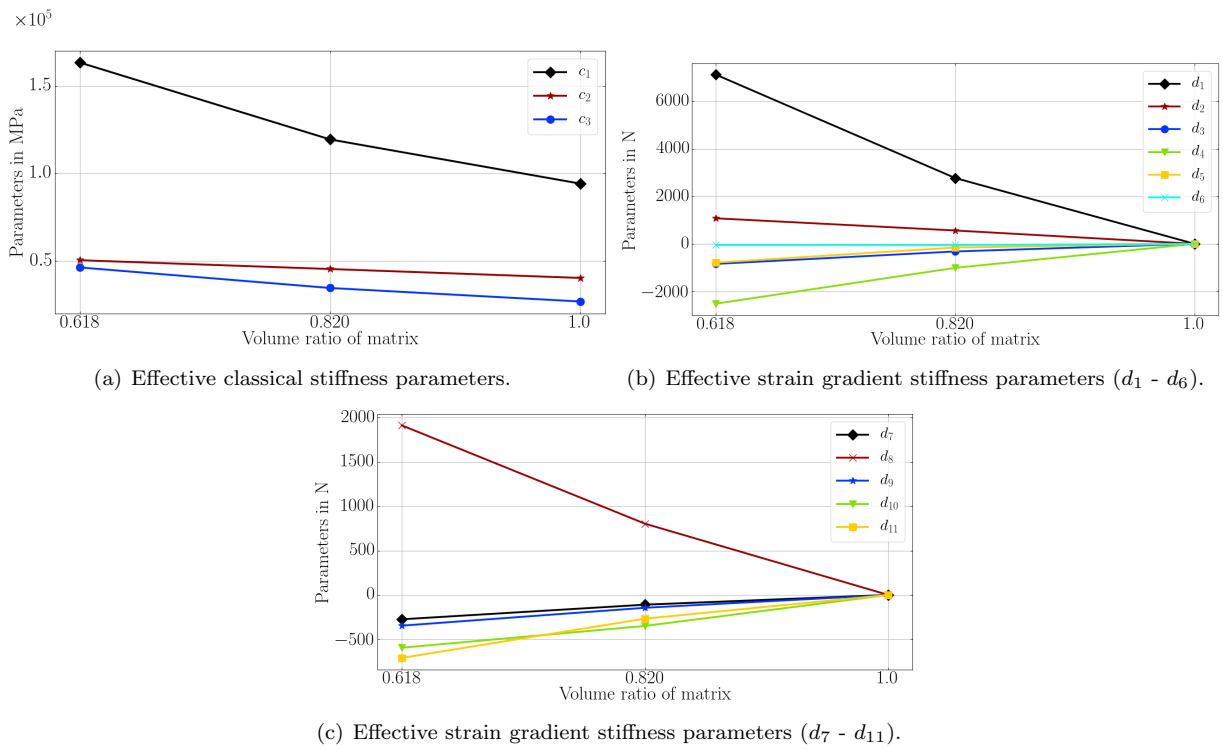 ×10⁵
1.5
1.0
0.5
Parameters in MPa
c₁
c₂
c₃
0.618 0.820 1.0
Volume ratio of matrix
(a) Effective classical stiffness parameters.
6000
4000
2000
0
−2000
Parameters in N
d₁
d₂
d₃
d₄
d₅
d₆
0.618 0.820 1.0
Volume ratio of matrix
(b) Effective strain gradient stiffness parameters (d₁ - d₆).
2000
1500
1000
500
0
−500
Parameters in N
d₇
d₈
d₉
d₁₀
d₁₁
0.618 0.820 1.0
Volume ratio of matrix
(c) Effective strain gradient stiffness parameters (d₇ - d₁₁).